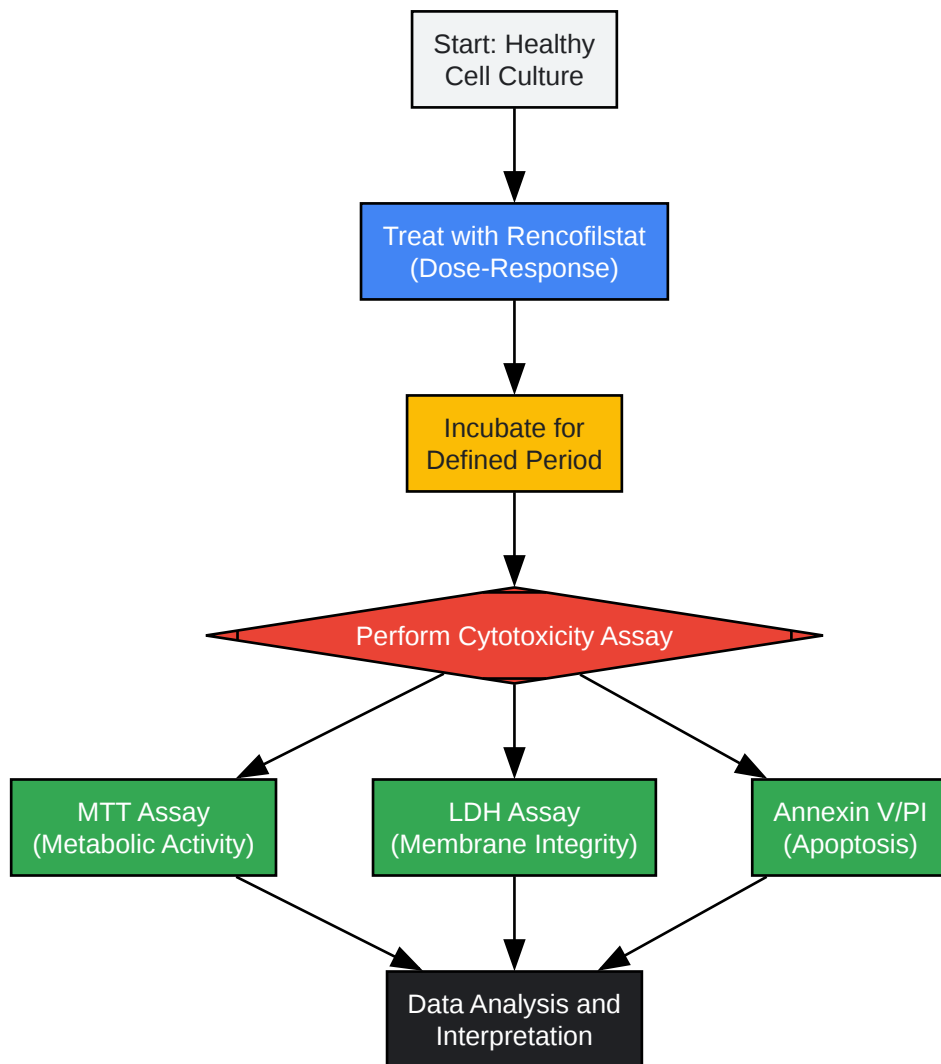 Start: Healthy
Cell Culture
Treat with Rencofilstat
(Dose-Response)
Incubate for
Defined Period
Perform Cytotoxicity Assay
MTT Assay
(Metabolic Activity)
LDH Assay
(Membrane Integrity)
Annexin V/PI
(Apoptosis)
Data Analysis and
Interpretation